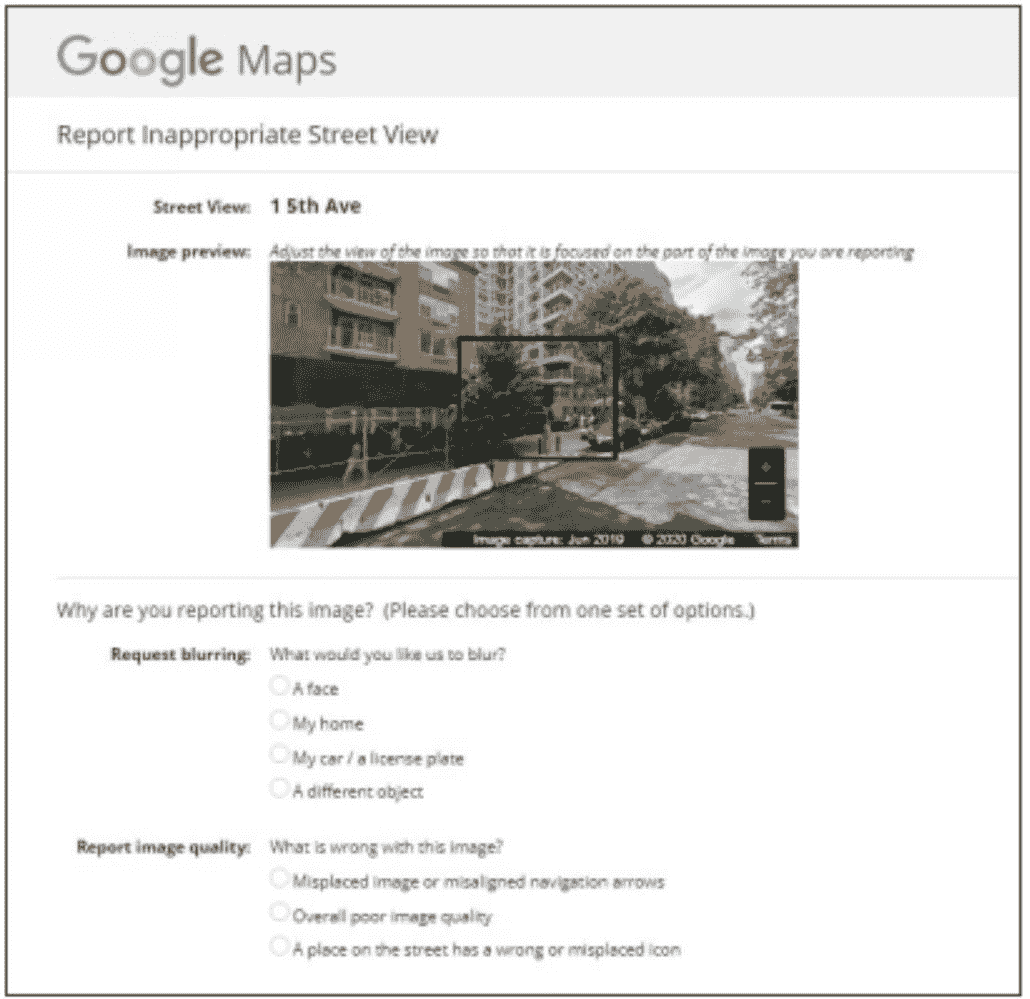 Google Maps
Report Inappropriate Street View
Street View: 1 5th Ave
Image preview: Adjust the view of the image so that it is focused on the part of the image you are reporting
+
−
Image capture: Jun 2019 © 2020 Google Terms
Why are you reporting this image? (Please choose from one set of options.)
Request blurring: What would you like us to blur?
A face
My home
My car / a license plate
A different object
Report image quality: What is wrong with this image?
Misplaced image or misaligned navigation arrows
Overall poor image quality
A place on the street has a wrong or misplaced icon